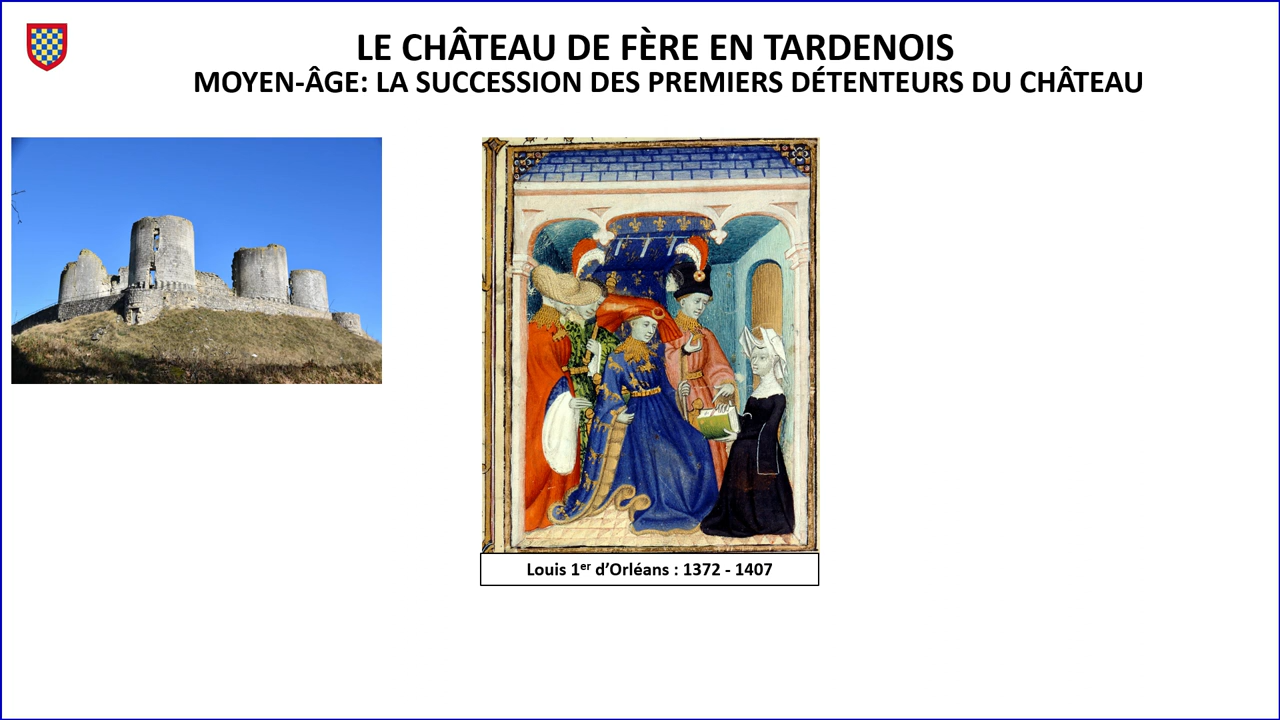 LE CHÂTEAU DE FÈRE EN TARDENOIS
MOYEN-ÂGE: LA SUCCESSION DES PREMIERS DÉTENTEURS DU CHÂTEAU
Louis 1er d’Orléans : 1372 - 1407